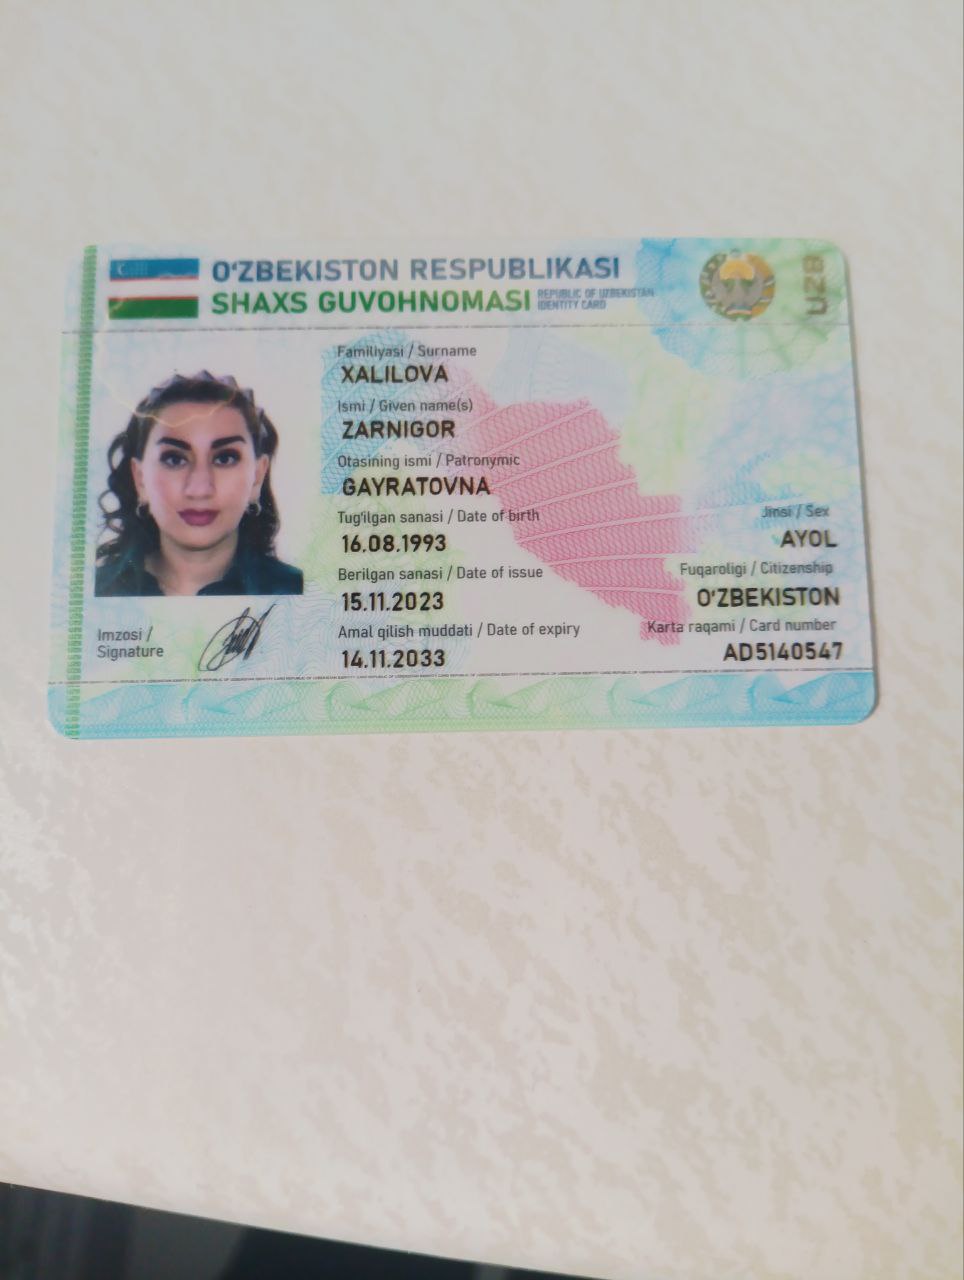 O‘ZBEKISTON RESPUBLIKASI
SHAXS GUVOHNOMASI
REPUBLIC OF UZBEKISTAN
IDENTITY CARD
UZB
Familiyasi / Surname
XALILOVA
Ismi / Given name(s)
ZARNIGOR
Otasining ismi / Patronymic
GAYRATOVNA
Tug‘ilgan sanasi / Date of birth
16.08.1993
Jinsi / Sex
AYOL
Berilgan sanasi / Date of issue
15.11.2023
Fuqaroligi / Citizenship
O‘ZBEKISTON
Amal qilish muddati / Date of expiry
14.11.2033
Karta raqami / Card number
AD5140547
Imzosi /
Signature